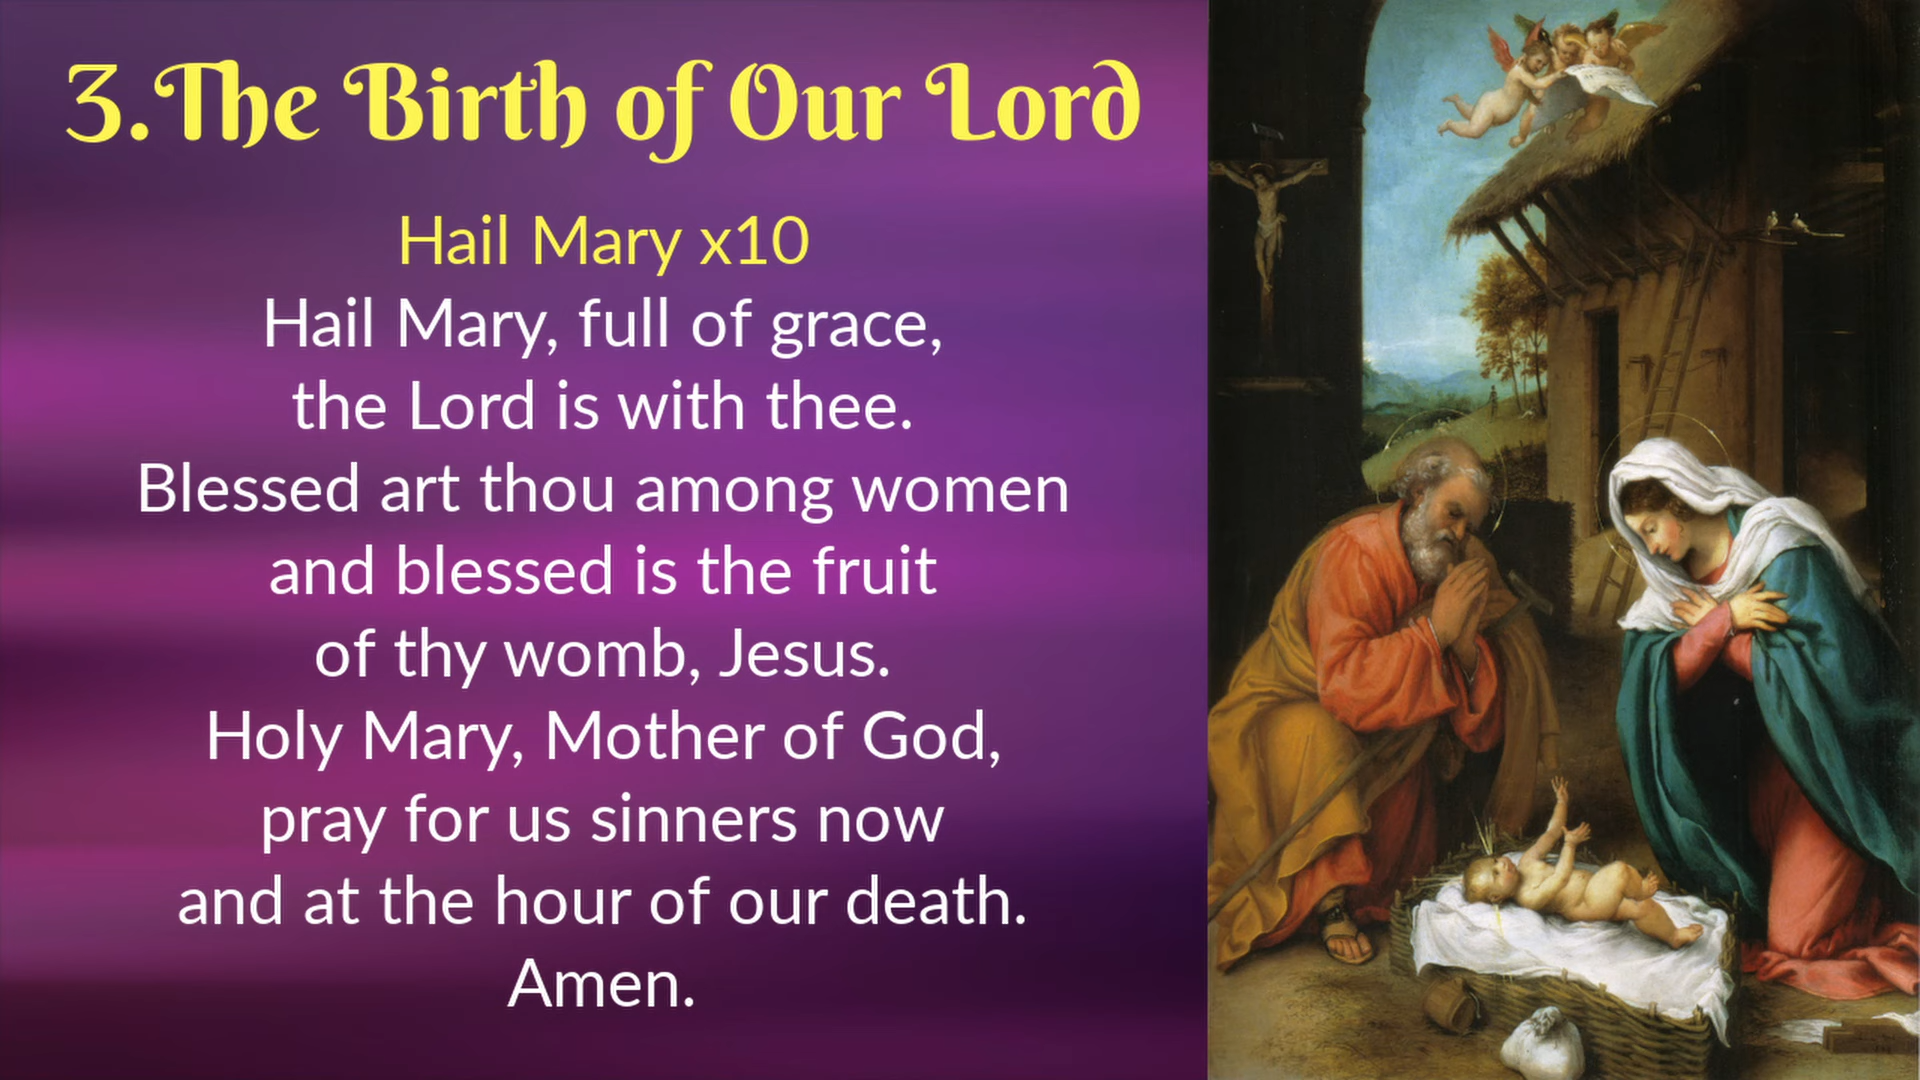 3.The Birth of Our Lord
Hail Mary x10
Hail Mary, full of grace,
the Lord is with thee.
Blessed art thou among women
and blessed is the fruit
of thy womb, Jesus.
Holy Mary, Mother of God,
pray for us sinners now
and at the hour of our death.
Amen.